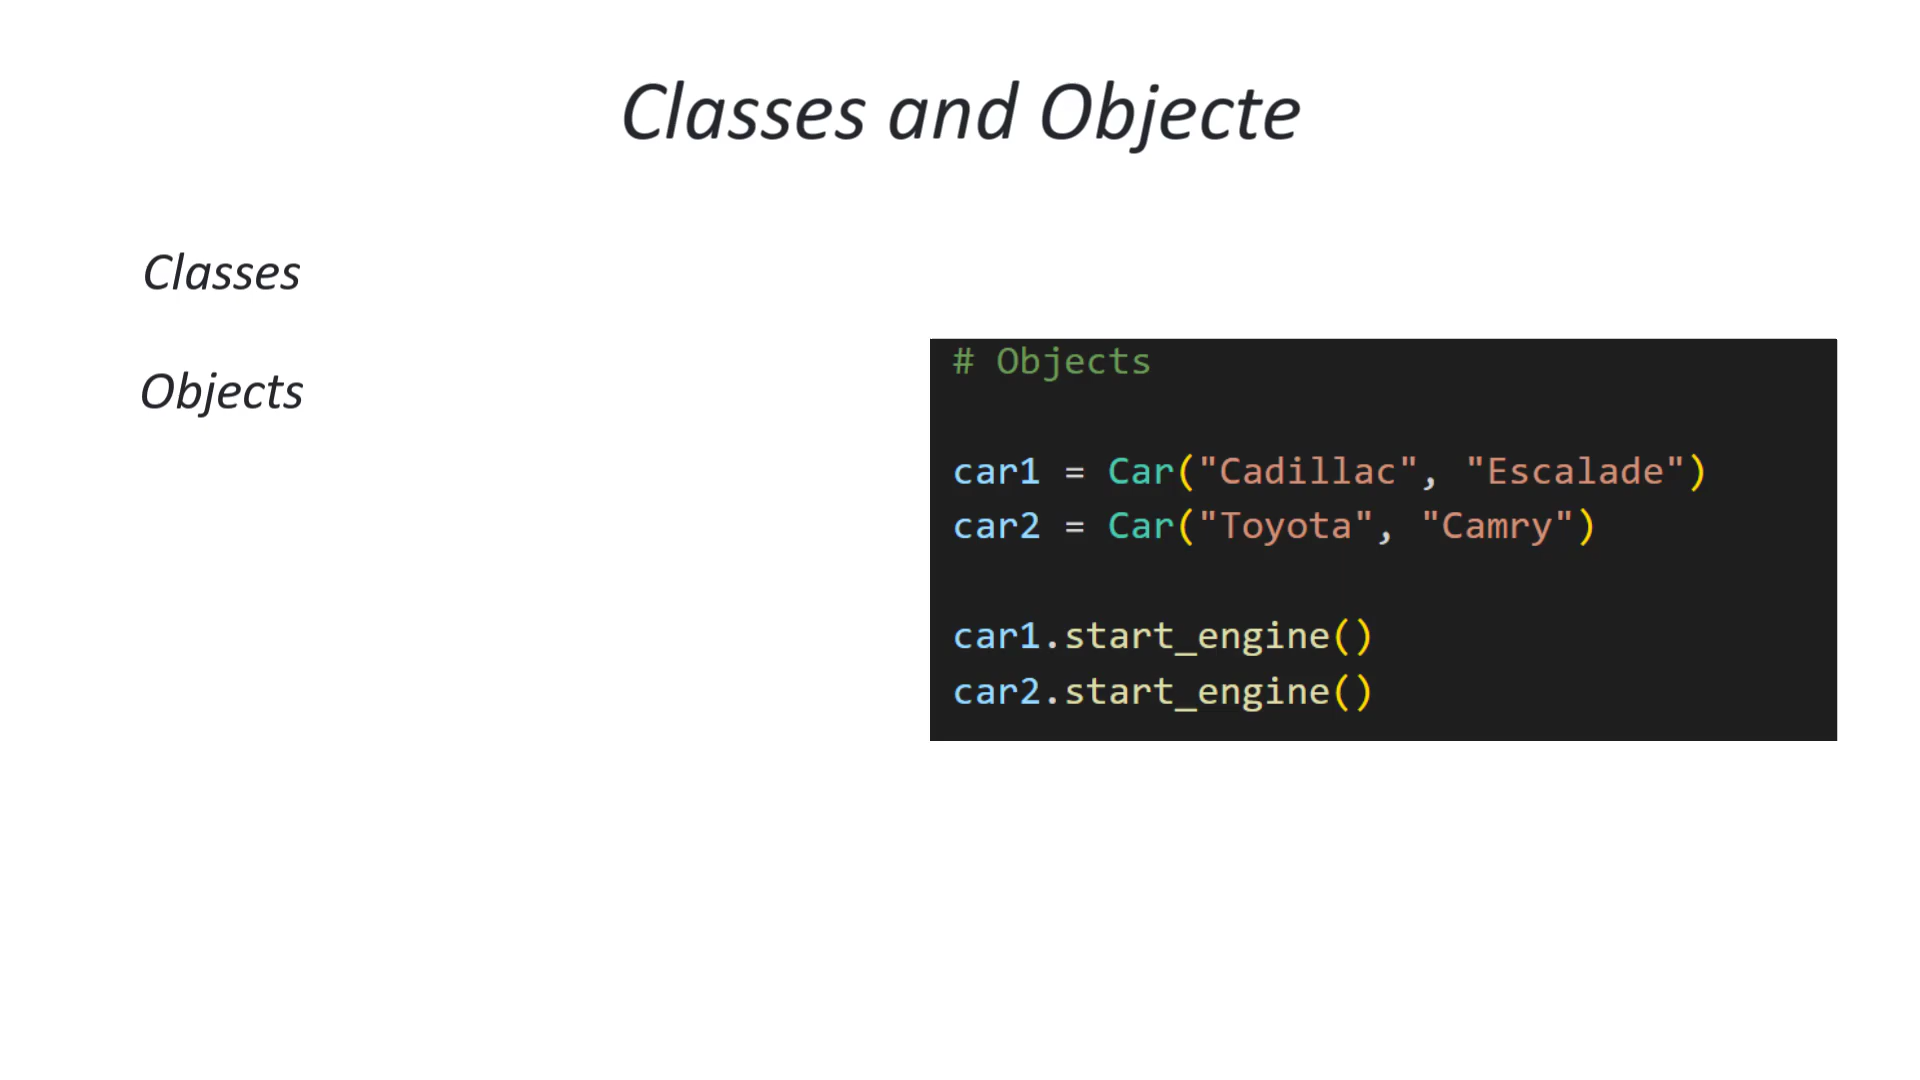 Classes and Objecte
Classes
Objects
# Objects
car1 = Car("Cadillac", "Escalade")
car2 = Car("Toyota", "Camry")
car1.start_engine()
car2.start_engine()